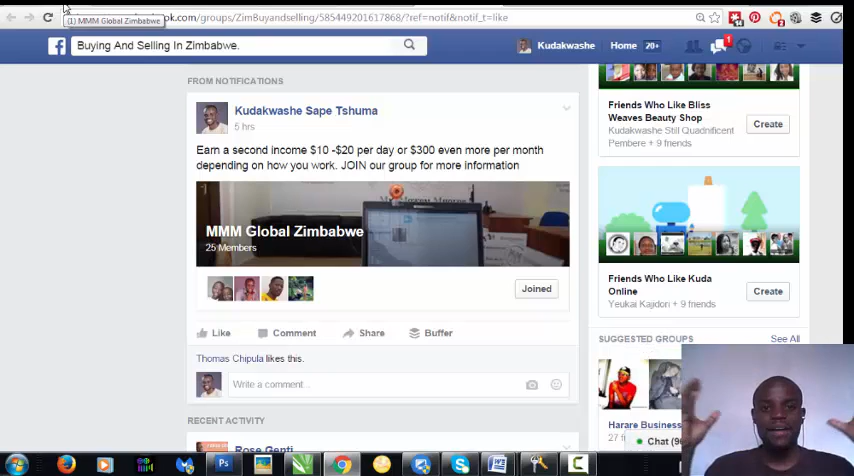 ok.com/groups/ZimBuyandselling/585449201617868/?ref=notif&notif_t=like
(1) MMM Global Zimbabwe
Buying And Selling In Zimbabwe.
Kudakwashe
Home 20+
1
FROM NOTIFICATIONS
Kudakwashe Sape Tshuma
5 hrs
Earn a second income $10 -$20 per day or $300 even more per month
depending on how you work. JOIN our group for more information
MMM Global Zimbabwe
25 Members
Joined
Like Comment Share Buffer
Thomas Chipula likes this.
Write a comment...
RECENT ACTIVITY
Rose Genti
Friends Who Like Bliss
Weaves Beauty Shop
Kudakwashe Still Quadnificent
Pembere + 9 friends
Create
Friends Who Like Kuda
Online
Yeukai Kajidori + 9 friends
Create
SUGGESTED GROUPS
See All
Harare Business
Chat